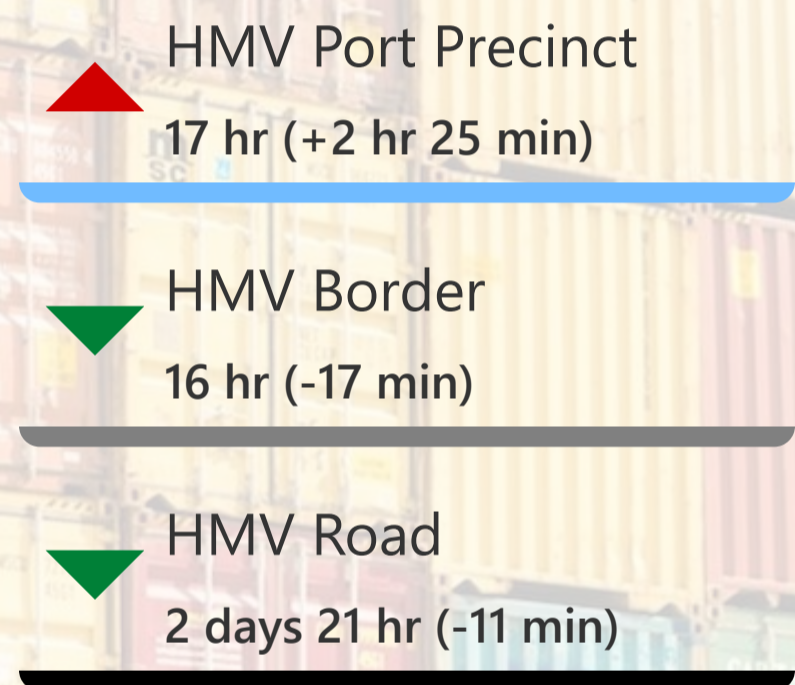 HMV Port Precinct
17 hr (+2 hr 25 min)
HMV Border
16 hr (-17 min)
HMV Road
2 days 21 hr (-11 min)